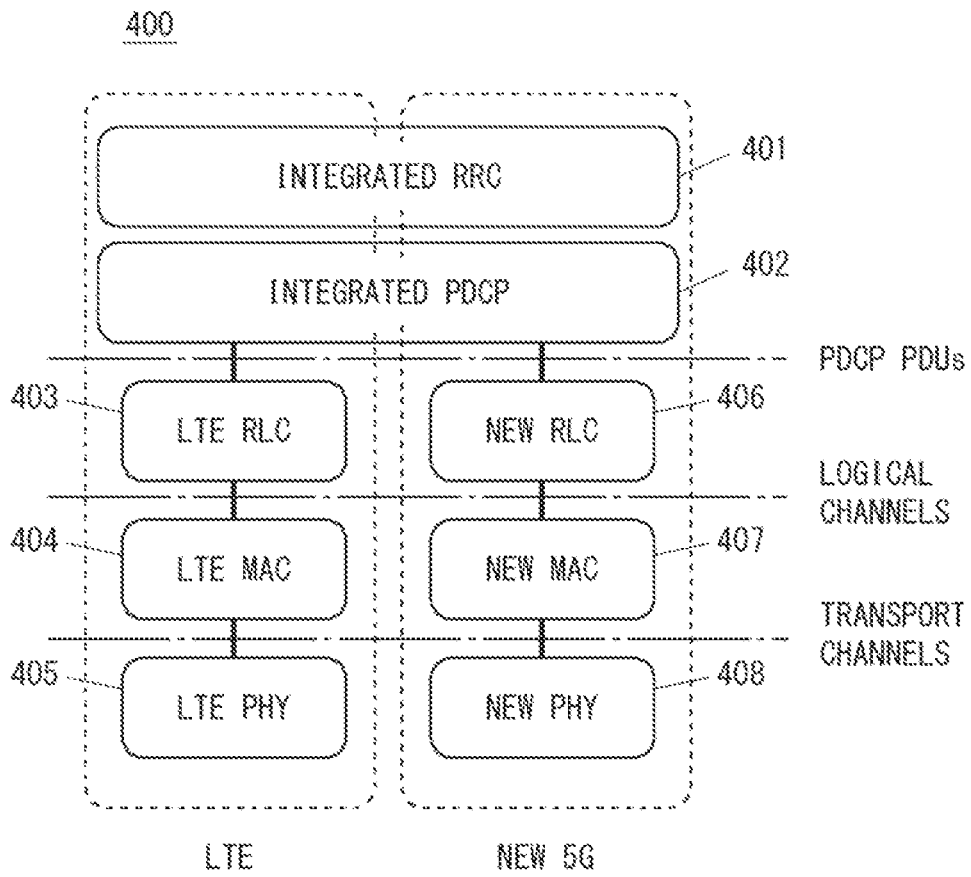 400
INTEGRATED RRC
401
INTEGRATED PDCP
402
PDCP PDUs
403
LTE RLC
NEW RLC
406
LOGICAL
CHANNELS
404
LTE MAC
NEW MAC
407
TRANSPORT
CHANNELS
405
LTE PHY
NEW PHY
408
LTE
NEW 5G